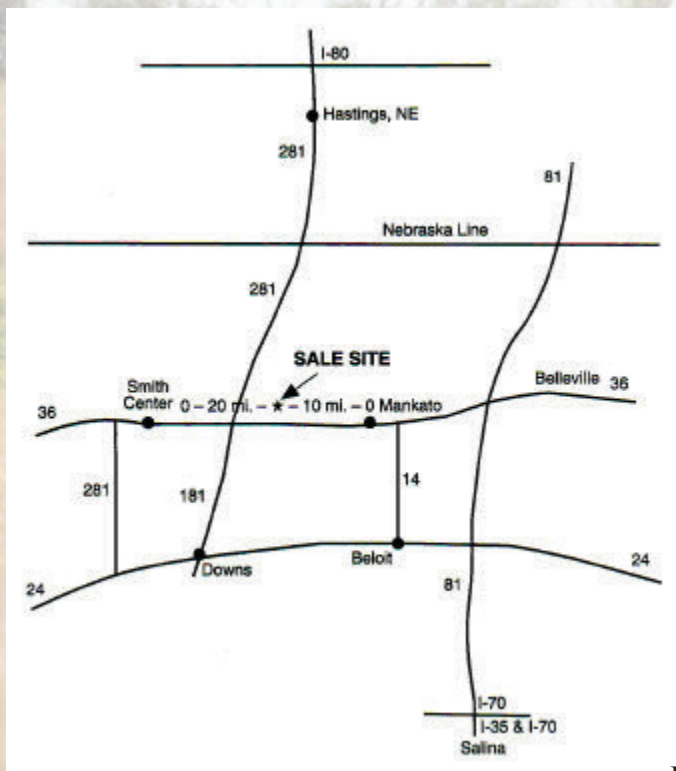 I-80
Hastings, NE
281
81
Nebraska Line
281
SALE SITE
Smith
Center
0 – 20 mi. – ★ – 10 mi. – 0 Mankato
Belleville
36
36
281
181
14
Downs
Beloit
24
24
81
I-70
I-35 & I-70
Salina